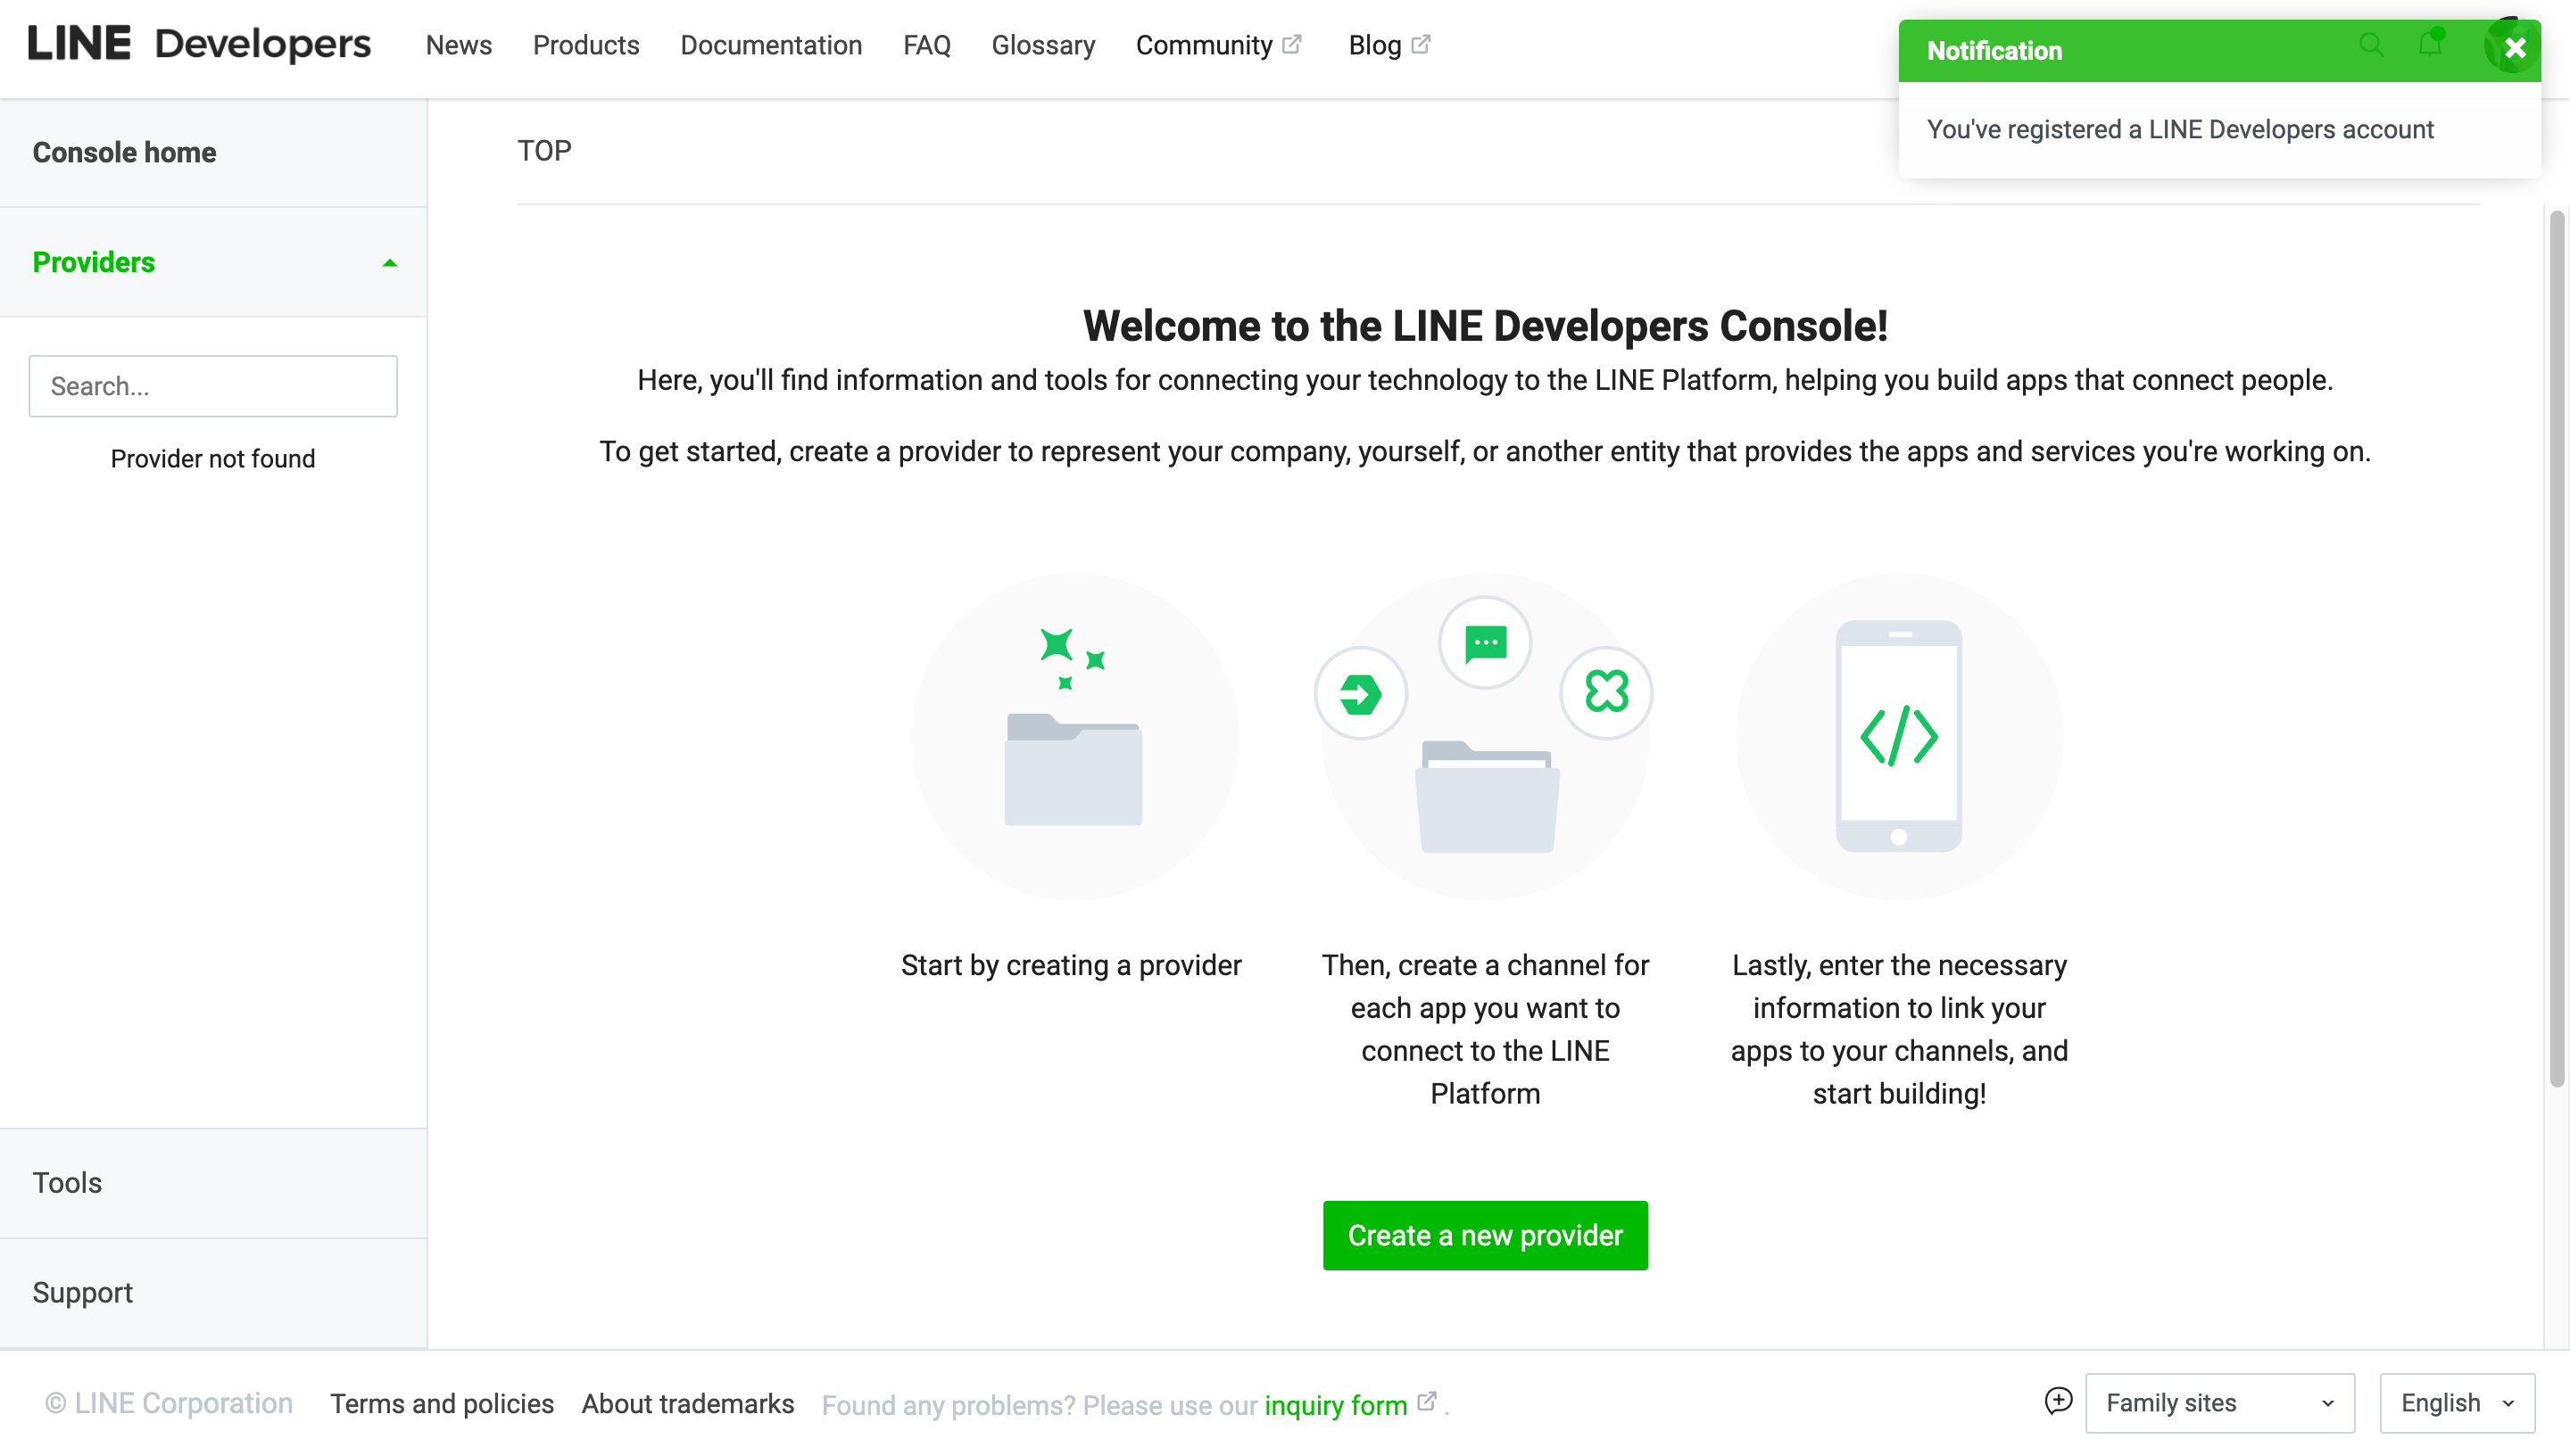 LINE Developers News Products Documentation FAQ Glossary Community Blog
Notification
You've registered a LINE Developers account
Console home
TOP
Providers
Search...
Provider not found
Welcome to the LINE Developers Console!
Here, you'll find information and tools for connecting your technology to the LINE Platform, helping you build apps that connect people.
To get started, create a provider to represent your company, yourself, or another entity that provides the apps and services you're working on.
Start by creating a provider
Then, create a channel for
each app you want to
connect to the LINE
Platform
Lastly, enter the necessary
information to link your
apps to your channels, and
start building!
Create a new provider
Tools
Support
© LINE Corporation Terms and policies About trademarks Found any problems? Please use our inquiry form . Family sites English